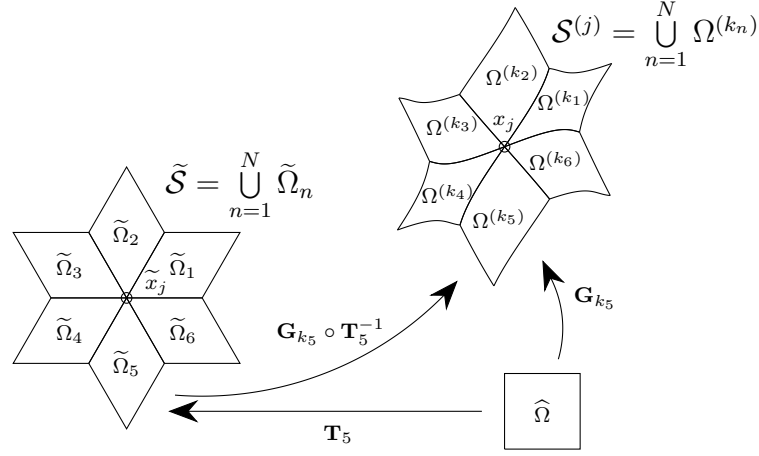 𝒮⁽ʲ⁾ = ⋃_{n=1}^{N} Ω^{(k_n)}
Ω^{(k_2)}
Ω^{(k_1)}
Ω^{(k_3)}
x_j
Ω^{(k_6)}
Ω^{(k_4)}
Ω^{(k_5)}
𝒮̃ = ⋃_{n=1}^{N} Ω̃_n
Ω̃_2
Ω̃_3
x̃_j
Ω̃_1
Ω̃_4
Ω̃_6
Ω̃_5
G_{k_5}
G_{k_5} ∘ T_5^{-1}
Ω̂
T_5